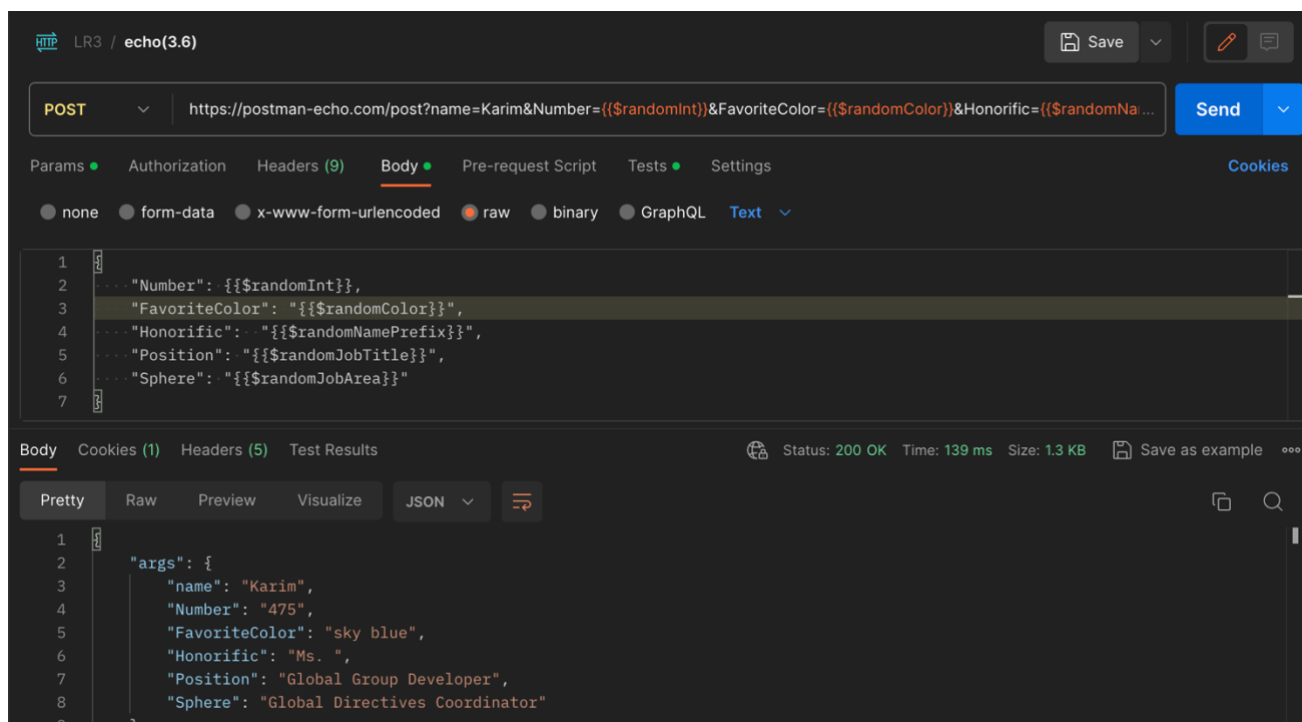 HTTP LR3 / echo(3.6) Save
POST https://postman-echo.com/post?name=Karim&Number={{$randomInt}}&FavoriteColor={{$randomColor}}&Honorific={{$randomNa... Send
Params Authorization Headers (9) Body Pre-request Script Tests Settings Cookies
none form-data x-www-form-urlencoded raw binary GraphQL Text
1 {
2 "Number": {{$randomInt}},
3 "FavoriteColor": "{{$randomColor}}",
4 "Honorific": "{{$randomNamePrefix}}",
5 "Position": "{{$randomJobTitle}}",
6 "Sphere": "{{$randomJobArea}}"
7 }
Body Cookies (1) Headers (5) Test Results Status: 200 OK Time: 139 ms Size: 1.3 KB Save as example
Pretty Raw Preview Visualize JSON
1 {
2 "args": {
3 "name": "Karim",
4 "Number": "475",
5 "FavoriteColor": "sky blue",
6 "Honorific": "Ms. ",
7 "Position": "Global Group Developer",
8 "Sphere": "Global Directives Coordinator"